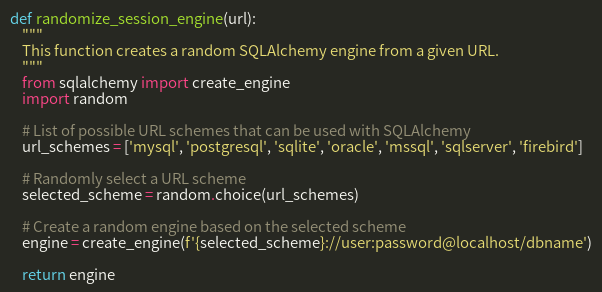 def randomize_session_engine(url):
    """
    This function creates a random SQLAlchemy engine from a given URL.
    """
    from sqlalchemy import create_engine
    import random

    # List of possible URL schemes that can be used with SQLAlchemy
    url_schemes = ['mysql', 'postgresql', 'sqlite', 'oracle', 'mssql', 'sqlserver', 'firebird']

    # Randomly select a URL scheme
    selected_scheme = random.choice(url_schemes)

    # Create a random engine based on the selected scheme
    engine = create_engine(f'{selected_scheme}://user:password@localhost/dbname')

    return engine